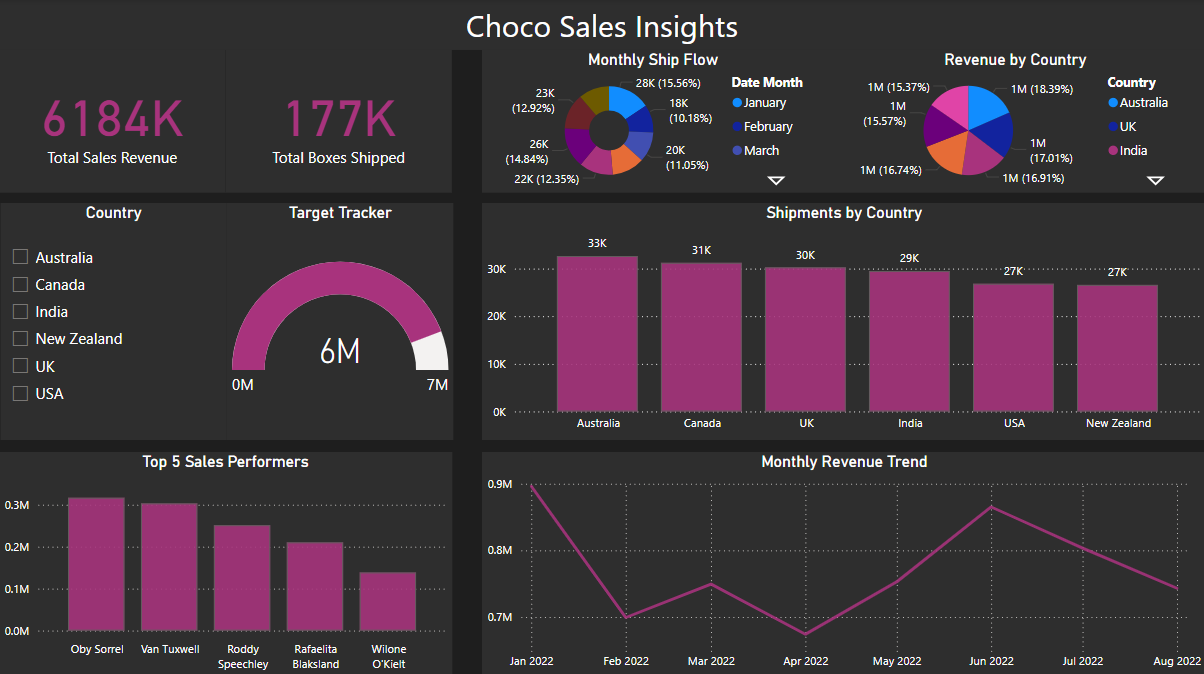 Choco Sales Insights
6184K
Total Sales Revenue
177K
Total Boxes Shipped
Monthly Ship Flow
28K (15.56%)
18K
(10.18%)
20K
(11.05%)
22K (12.35%)
26K
(14.84%)
23K
(12.92%)
Date Month
January
February
March
Revenue by Country
1M (18.39%)
1M
(17.01%)
1M (16.91%)
1M (16.74%)
1M
(15.57%)
1M (15.37%)
Country
Australia
UK
India
Country
Australia
Canada
India
New Zealand
UK
USA
Target Tracker
6M
0M
7M
Shipments by Country
30K
20K
10K
0K
33K
31K
30K
29K
27K
27K
Australia
Canada
UK
India
USA
New Zealand
Top 5 Sales Performers
0.3M
0.2M
0.1M
0.0M
Oby Sorrel
Van Tuxwell
Roddy
Speechley
Rafaelita
Blaksland
Wilone
O'Kielt
Monthly Revenue Trend
0.9M
0.8M
0.7M
Jan 2022
Feb 2022
Mar 2022
Apr 2022
May 2022
Jun 2022
Jul 2022
Aug 2022